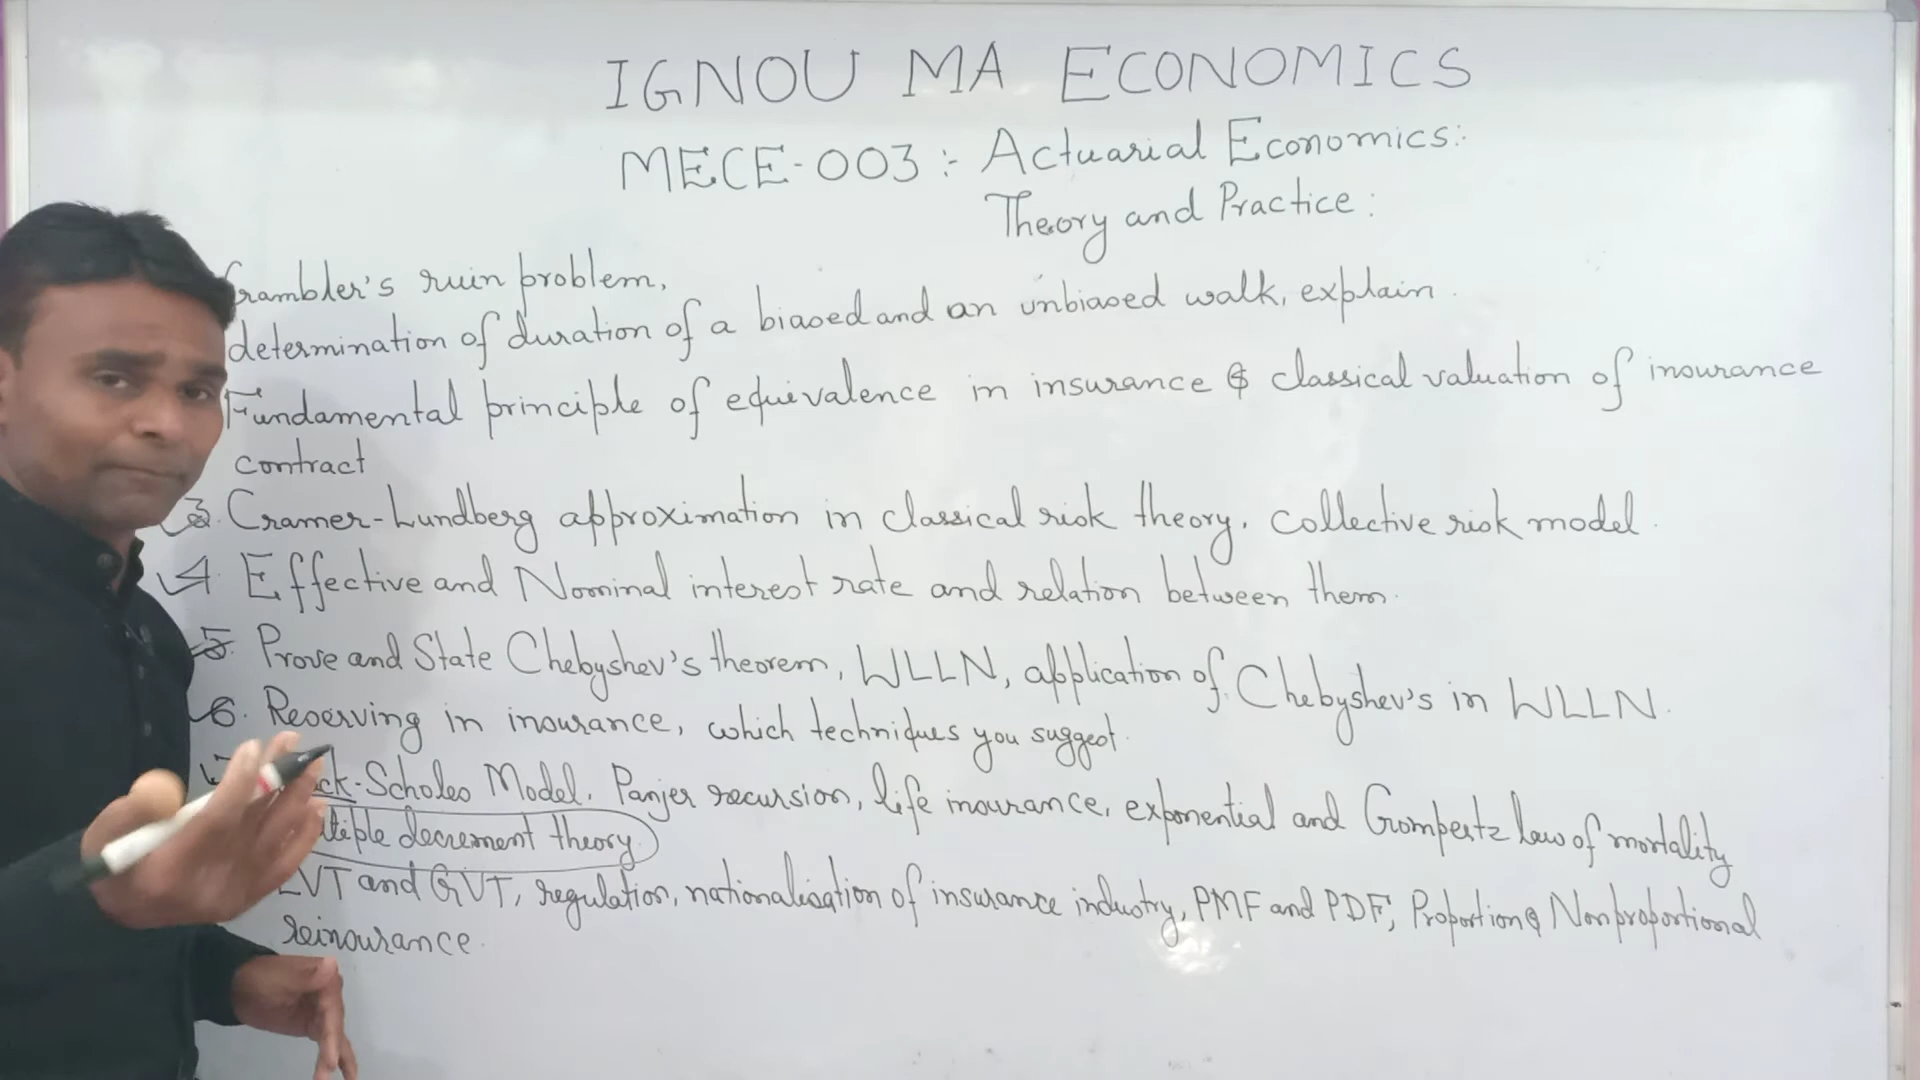 IGNOU MA ECONOMICS
MECE-003 :- Actuarial Economics:-
Theory and Practice :
Grambler's ruin problem,
determination of duration of a biased and an unbiased walk, explain.
Fundamental principle of equivalence in insurance & classical valuation of insurance
contract
3. Cramer-Lundberg approximation in classical risk theory, Collective risk model.
4. Effective and Nominal interest rate and relation between them.
5. Prove and State Chebyshev's theorem, WLLN, application of Chebyshev's in WLLN.
6. Reserving in insurance, which techniques you suggest.
ck-Scholes Model, Panjer recursion, life insurance, exponential and Gompertz law of mortality
tiple decrement theory
LVT and GVT, regulation, nationalisation of insurance industry, PMF and PDF, Proportion & Nonproportional
reinsurance.